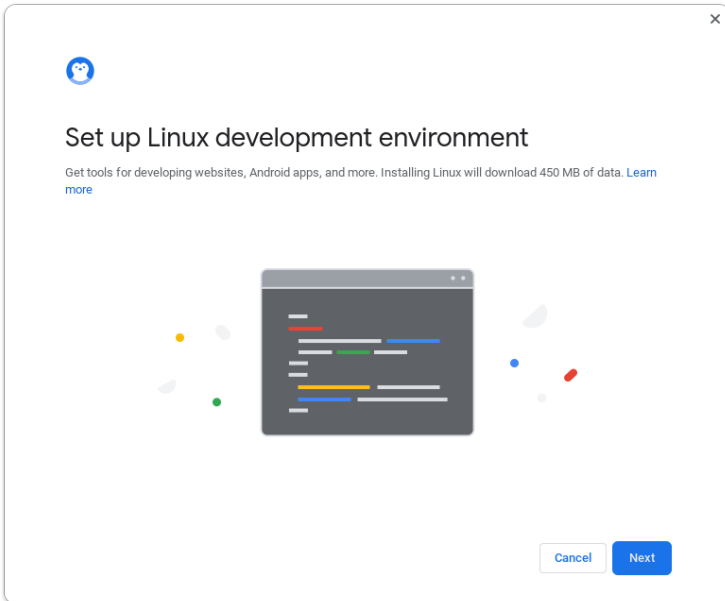 Set up Linux development environment
Get tools for developing websites, Android apps, and more. Installing Linux will download 450 MB of data. Learn
more
Cancel
Next